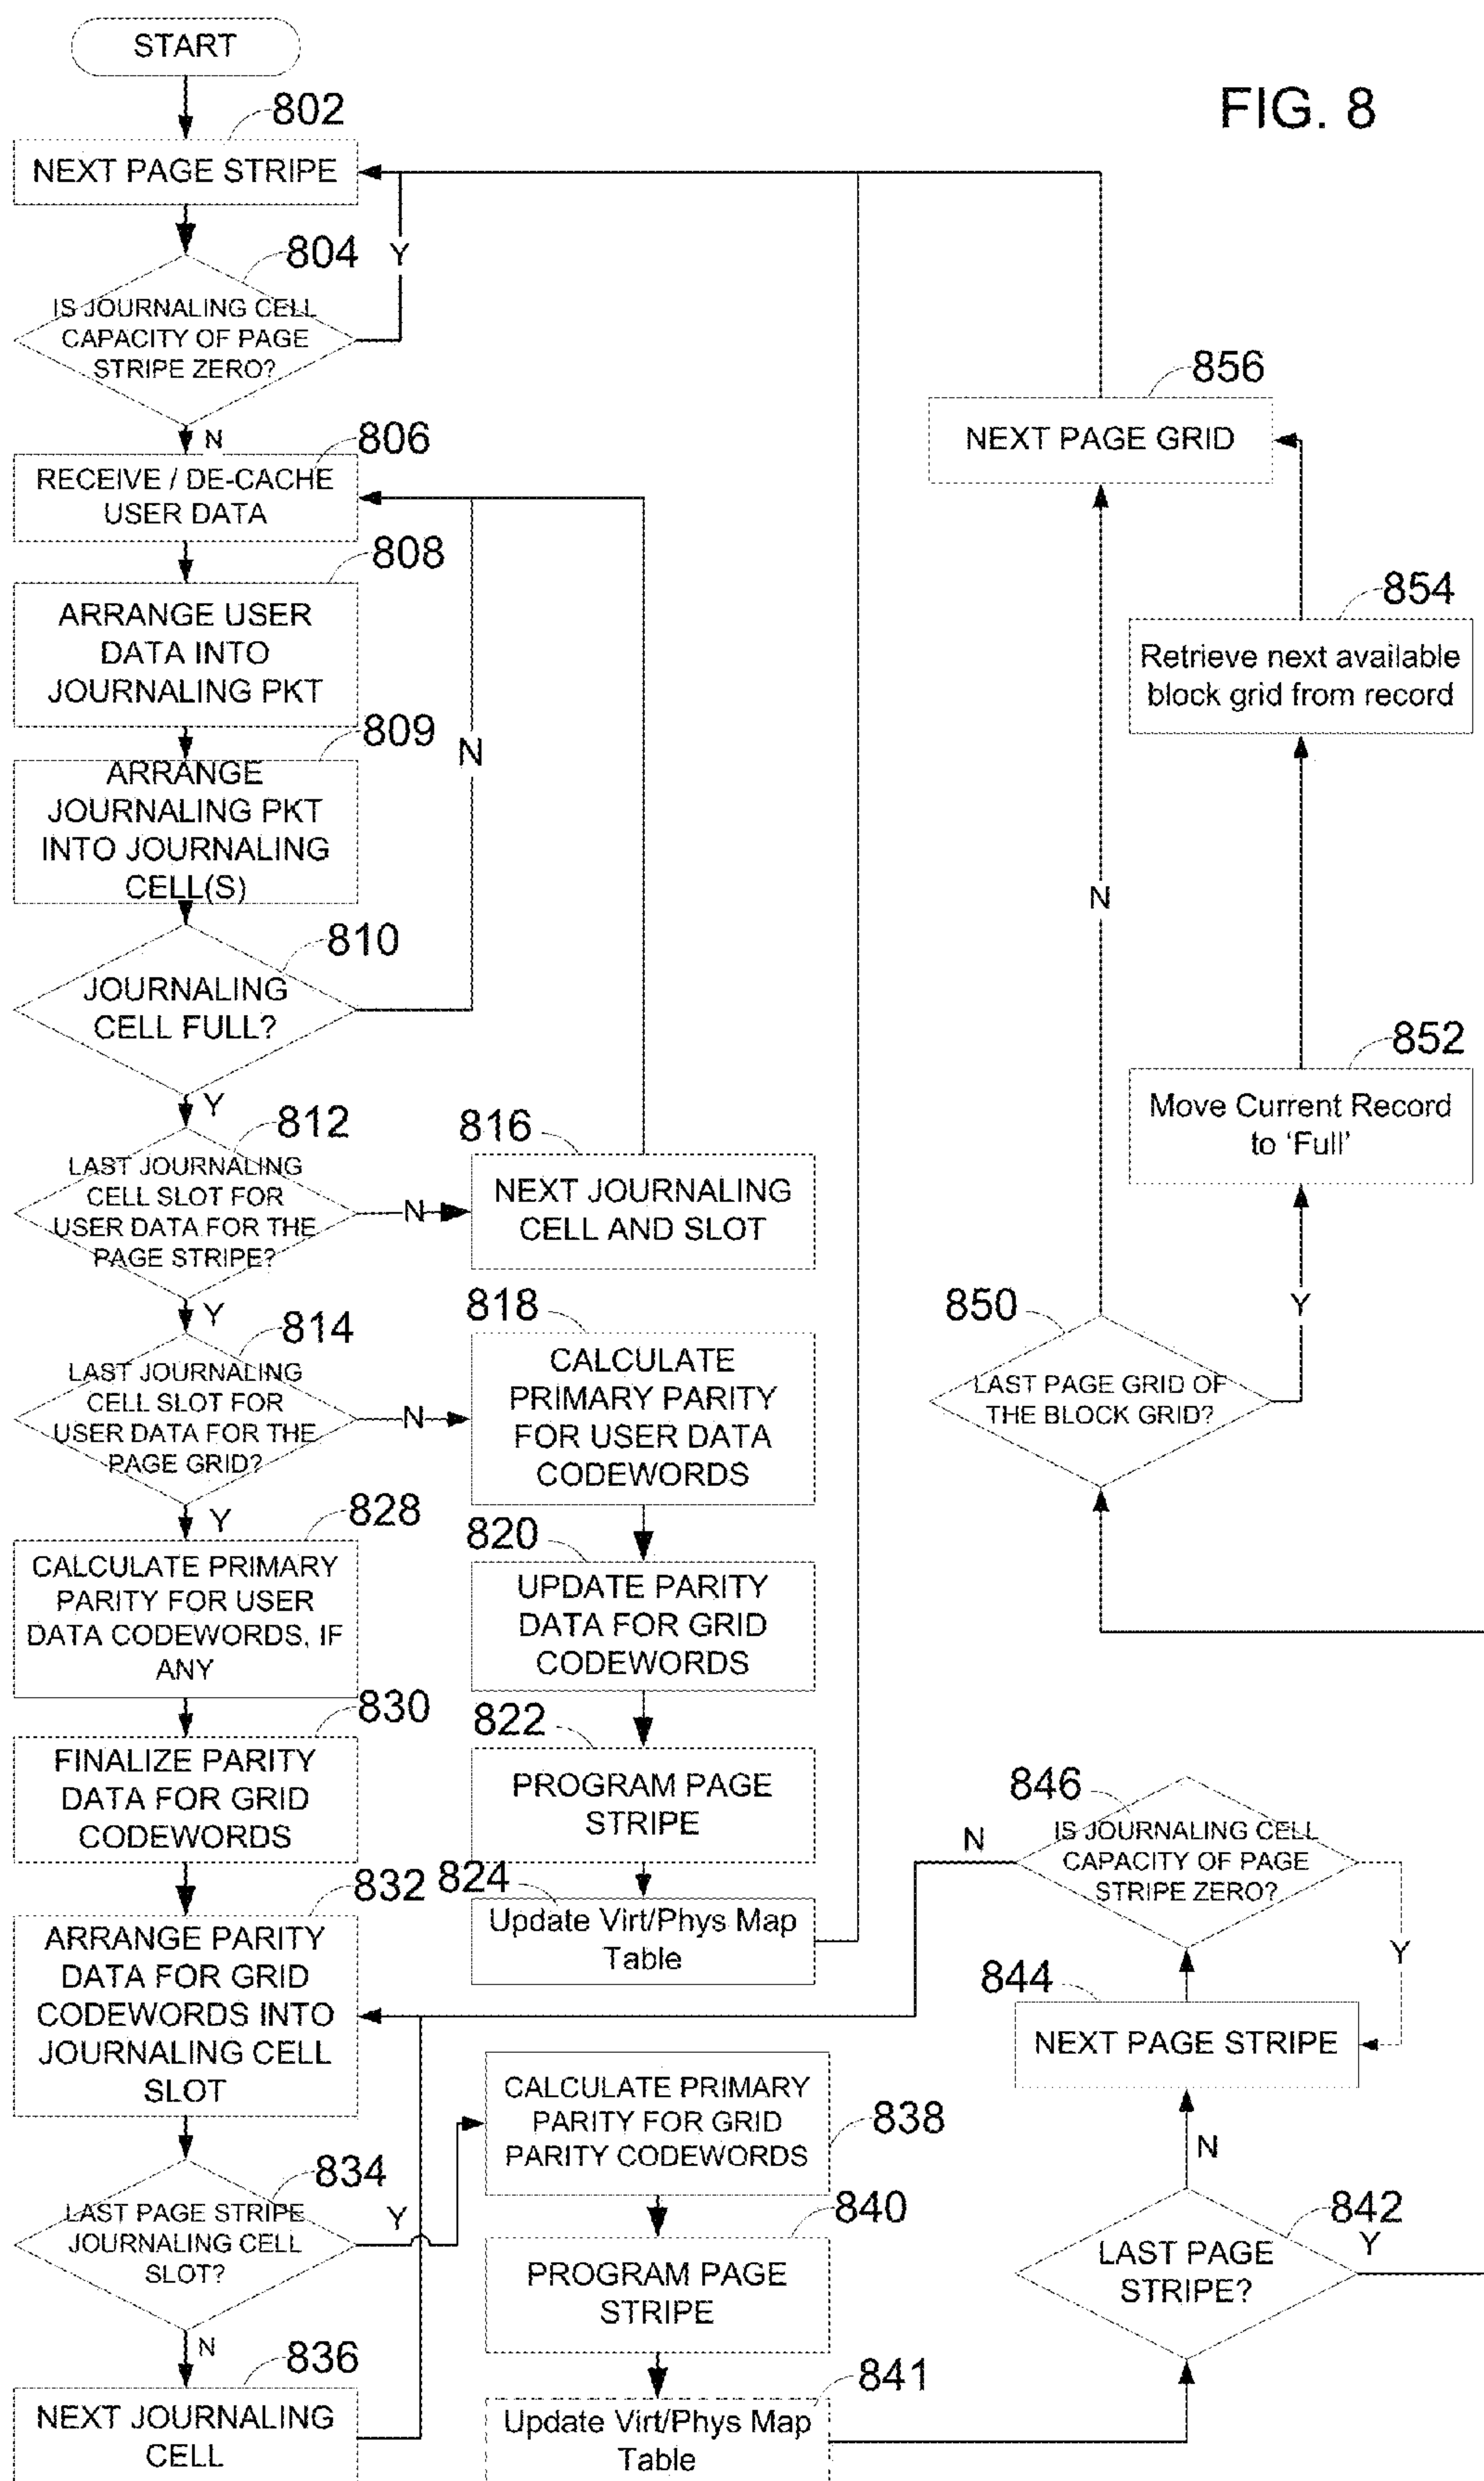 START
FIG. 8
802
NEXT PAGE STRIPE
804
Y
IS JOURNALING CELL
CAPACITY OF PAGE
STRIPE ZERO?
N
806
RECEIVE / DE-CACHE
USER DATA
808
ARRANGE USER
DATA INTO
JOURNALING PKT
809
N
ARRANGE
JOURNALING PKT
INTO JOURNALING
CELL(S)
810
JOURNALING
CELL FULL?
Y
812
LAST JOURNALING
CELL SLOT FOR
USER DATA FOR THE
PAGE STRIPE?
N
816
NEXT JOURNALING
CELL AND SLOT
Y
814
LAST JOURNALING
CELL SLOT FOR
USER DATA FOR THE
PAGE GRID?
N
818
CALCULATE
PRIMARY PARITY
FOR USER DATA
CODEWORDS
820
UPDATE PARITY
DATA FOR GRID
CODEWORDS
822
PROGRAM PAGE
STRIPE
824
Update Virt/Phys Map
Table
Y
828
CALCULATE PRIMARY
PARITY FOR USER
DATA CODEWORDS, IF
ANY
830
FINALIZE PARITY
DATA FOR GRID
CODEWORDS
832
ARRANGE PARITY
DATA FOR GRID
CODEWORDS INTO
JOURNALING CELL
SLOT
834
LAST PAGE STRIPE
JOURNALING CELL
SLOT?
Y
N
836
NEXT JOURNALING
CELL
838
CALCULATE PRIMARY
PARITY FOR GRID
PARITY CODEWORDS
840
PROGRAM PAGE
STRIPE
841
Update Virt/Phys Map
Table
842
LAST PAGE
STRIPE?
Y
N
844
NEXT PAGE STRIPE
846
IS JOURNALING CELL
CAPACITY OF PAGE
STRIPE ZERO?
N
Y
850
LAST PAGE GRID OF
THE BLOCK GRID?
Y
N
852
Move Current Record
to ‘Full’
854
Retrieve next available
block grid from record
856
NEXT PAGE GRID